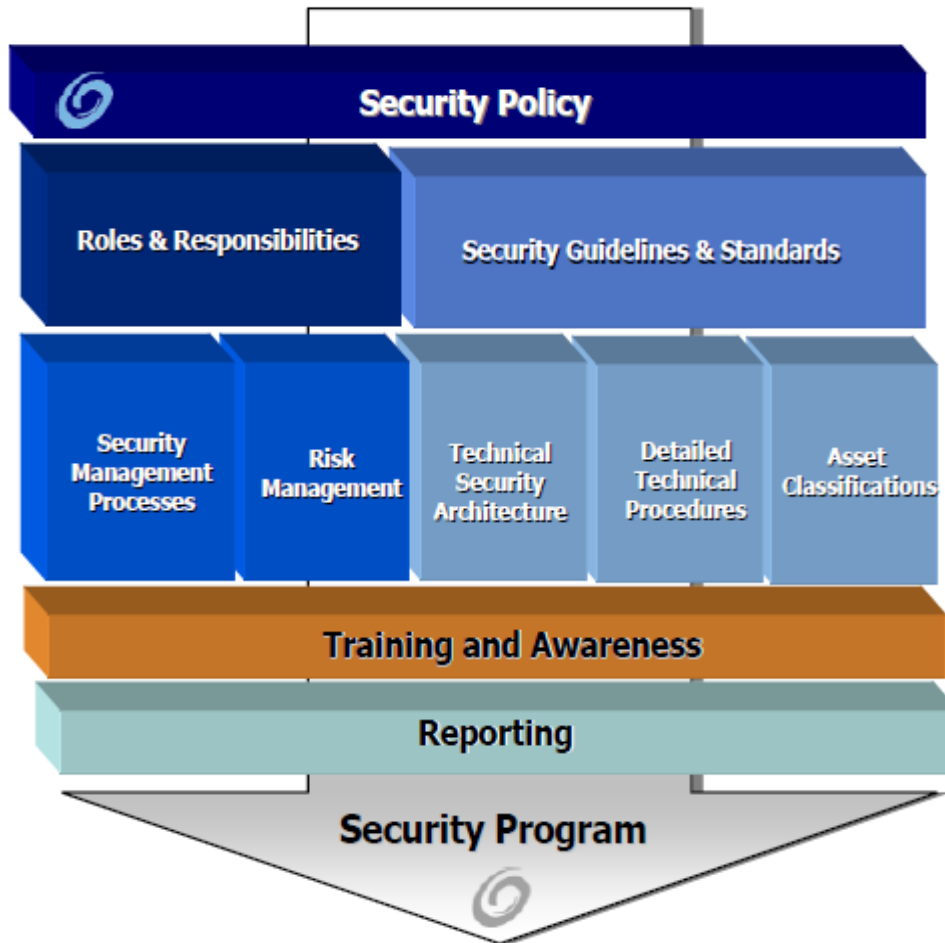 Security Policy
Roles & Responsibilities
Security Guidelines & Standards
Security
Management
Processes
Risk
Management
Technical
Security
Architecture
Detailed
Technical
Procedures
Asset
Classifications
Training and Awareness
Reporting
Security Program